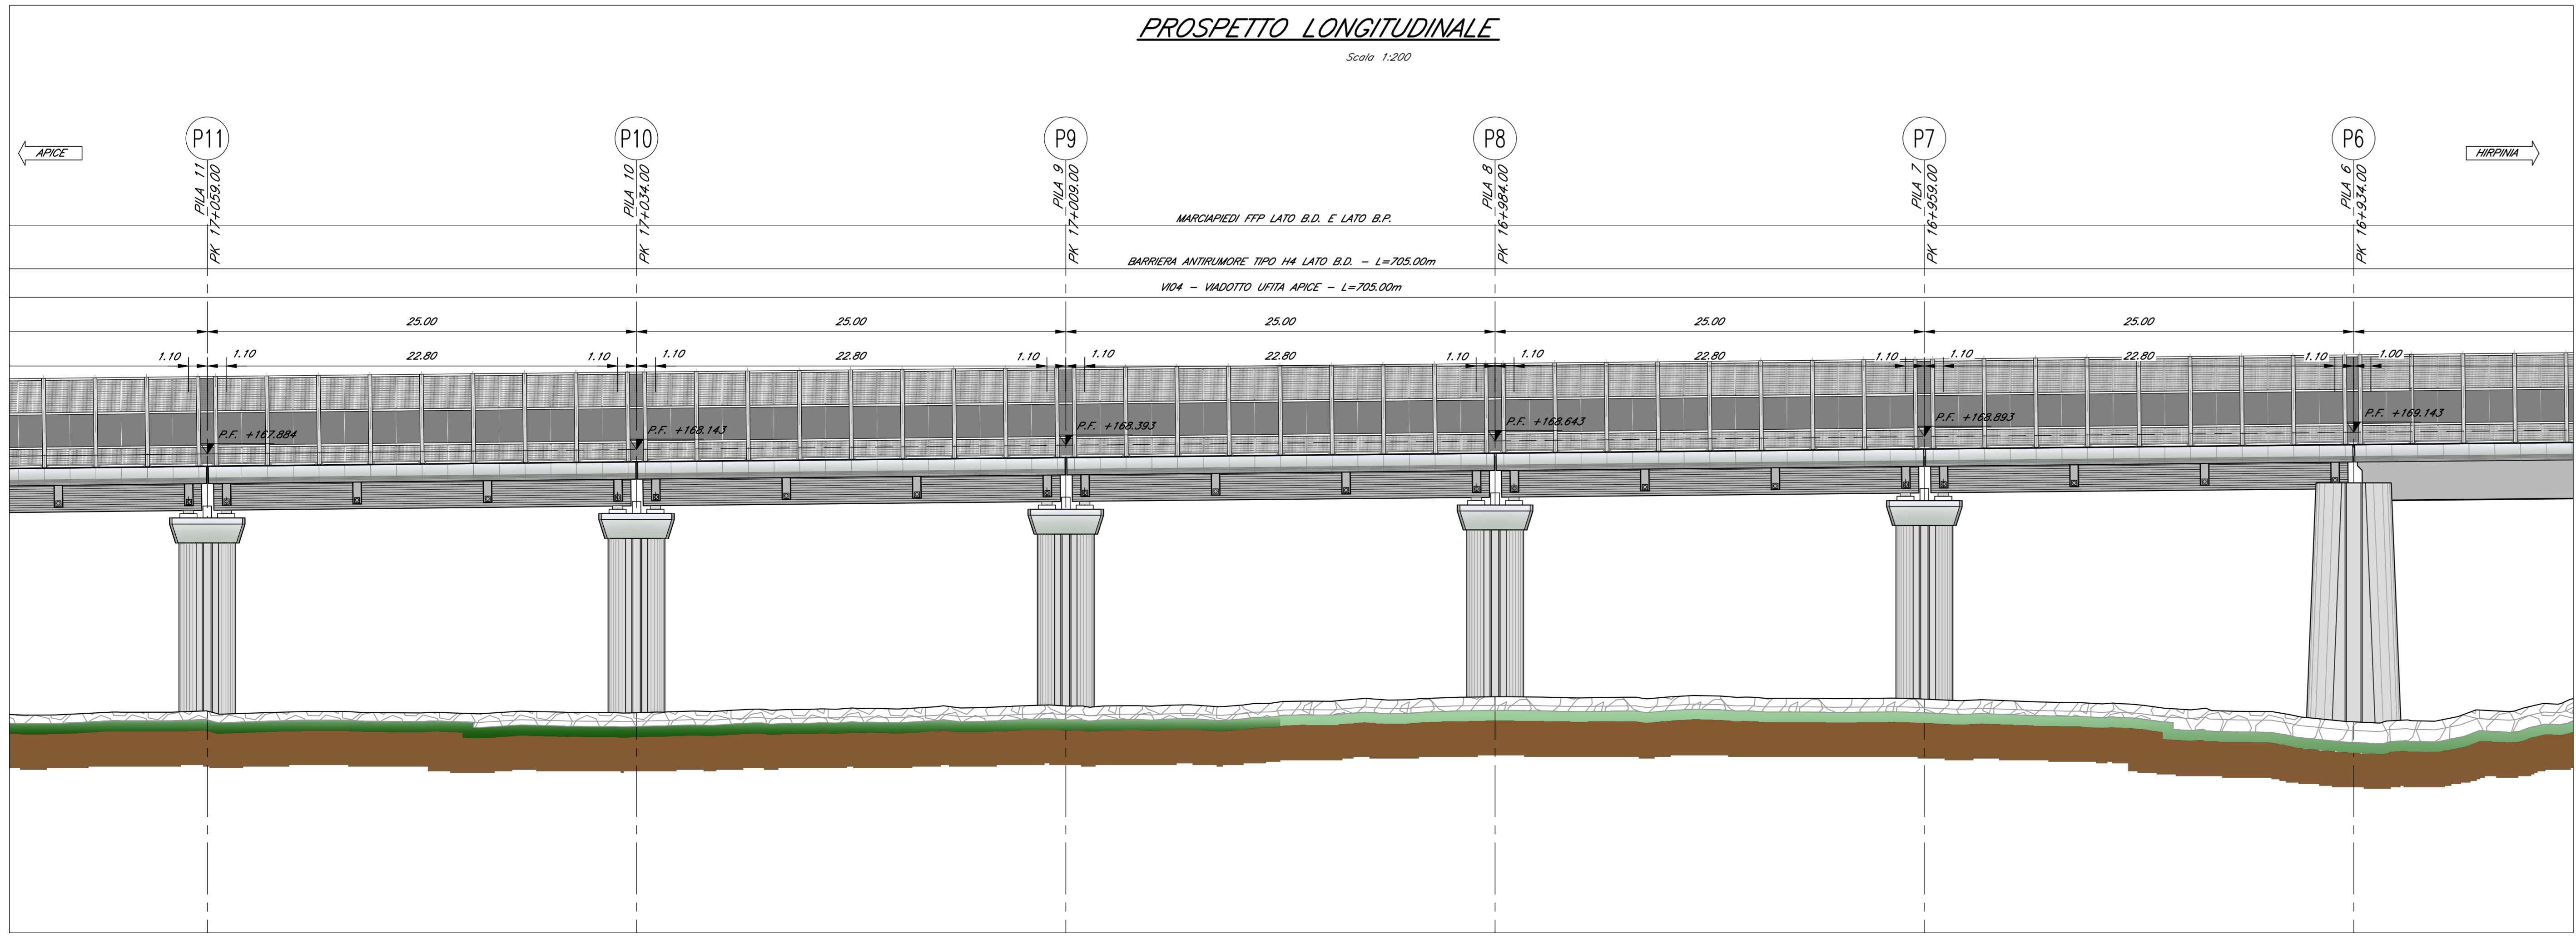 PROSPETTO LONGITUDINALE
Scala 1:200
P11
P10
P9
P8
P7
P6
APICE
HIRPINIA
PILA 11
PK 17+059.00
PILA 10
PK 17+034.00
PILA 9
PK 17+009.00
PILA 8
PK 16+984.00
PILA 7
PK 16+959.00
PILA 6
PK 16+934.00
MARCIAPIEDI FFP LATO B.D. E LATO B.P.
BARRIERA ANTIRUMORE TIPO H4 LATO B.D. - L=705.00m
VI04 - VIADOTTO UFITA APICE - L=705.00m
25.00 25.00 25.00 25.00 25.00
1.10 1.10 22.80 1.10 1.10 22.80 1.10 1.10 22.80 1.10 1.10 22.80 1.10 1.10 22.80 1.10 1.00
P.F. +167.884
P.F. +168.143
P.F. +168.393
P.F. +168.643
P.F. +168.893
P.F. +169.143